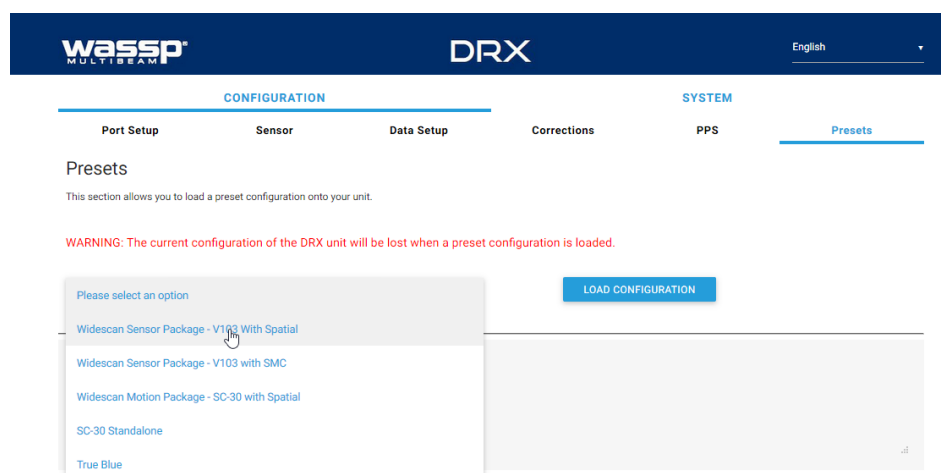 wassp
MULTIBEAM
DRX
English
CONFIGURATION
SYSTEM
Port Setup
Sensor
Data Setup
Corrections
PPS
Presets
Presets
This section allows you to load a preset configuration onto your unit.
WARNING: The current configuration of the DRX unit will be lost when a preset configuration is loaded.
Please select an option
LOAD CONFIGURATION
Widescan Sensor Package - V103 With Spatial
Widescan Sensor Package - V103 with SMC
Widescan Motion Package - SC-30 with Spatial
SC-30 Standalone
True Blue